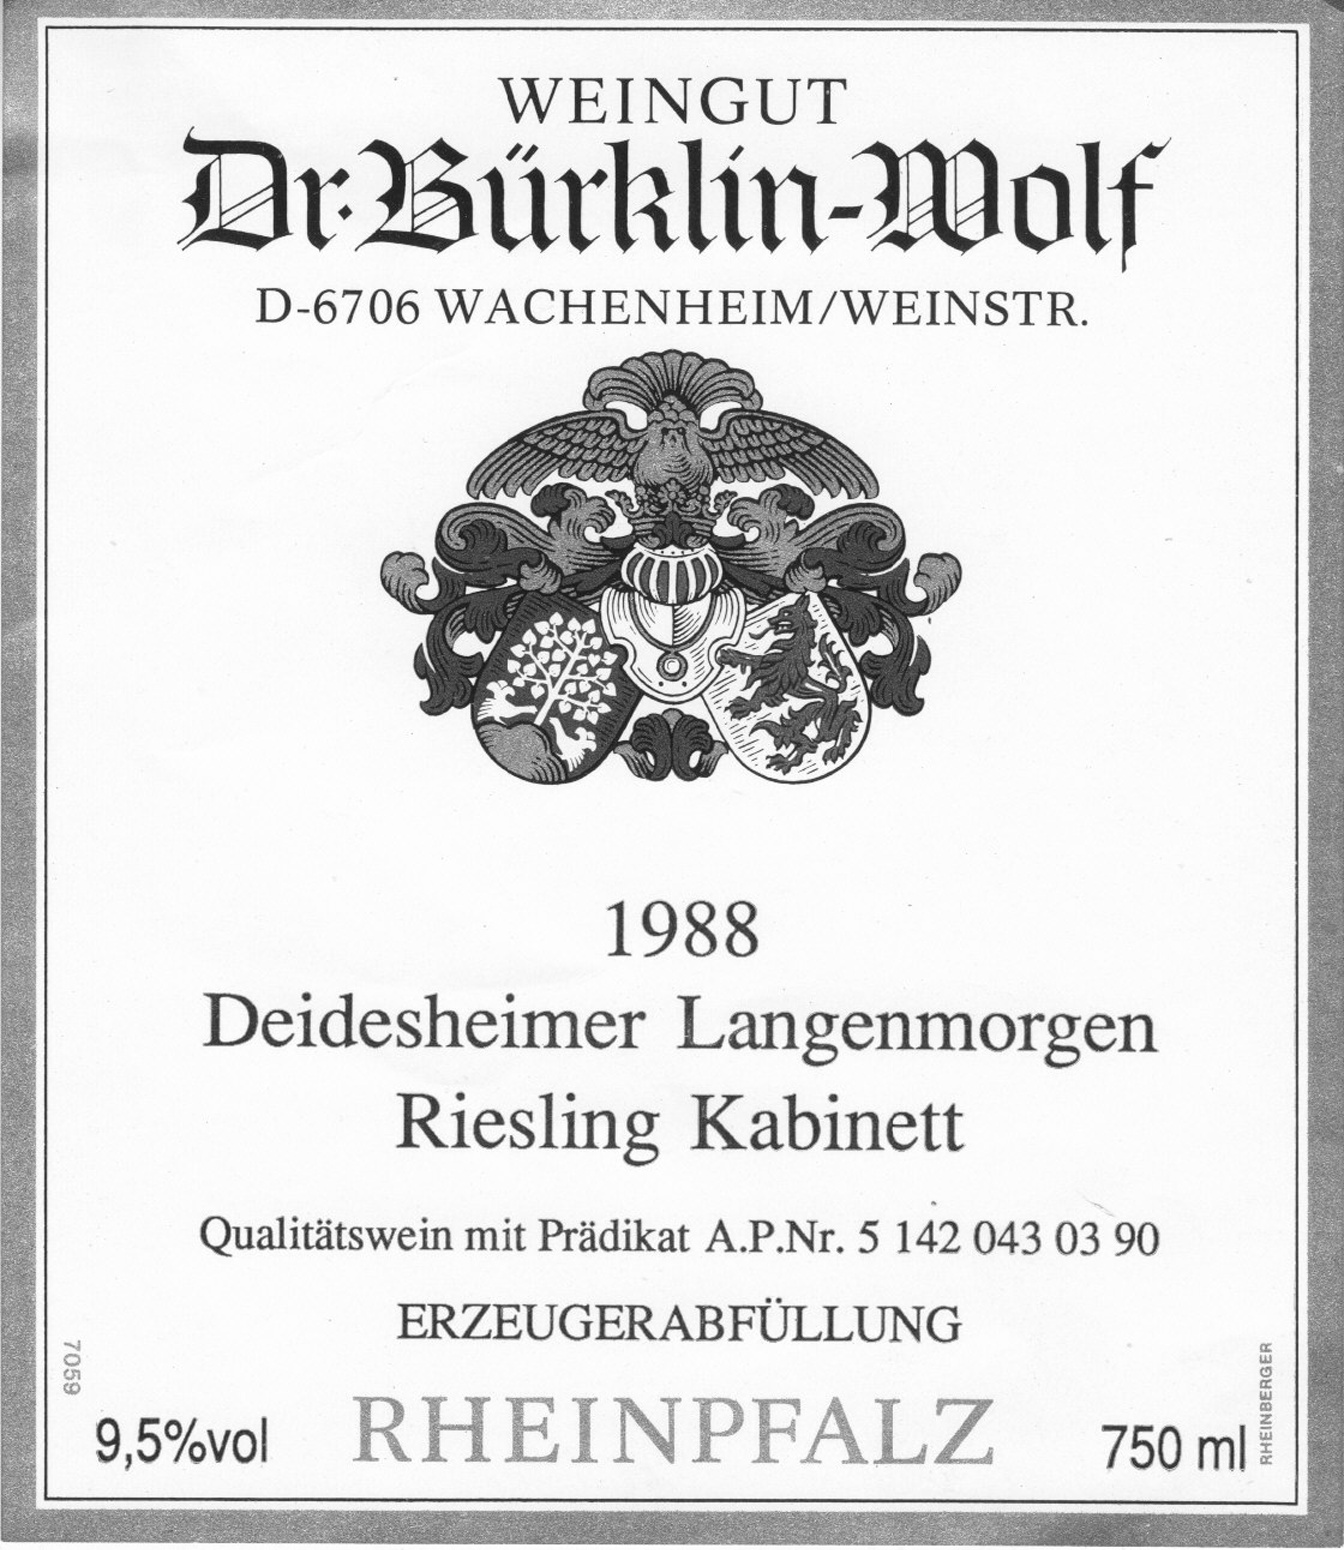 WEINGUT
Dr. Bürklin-Wolf
D-6706 WACHENHEIM/WEINSTR.
1988
Deidesheimer Langenmorgen
Riesling Kabinett
Qualitätswein mit Prädikat A.P.Nr. 5 142 043 03 90
ERZEUGERABFÜLLUNG
7059
9,5%vol
RHEINPFALZ
750 ml
RHEINBERGER